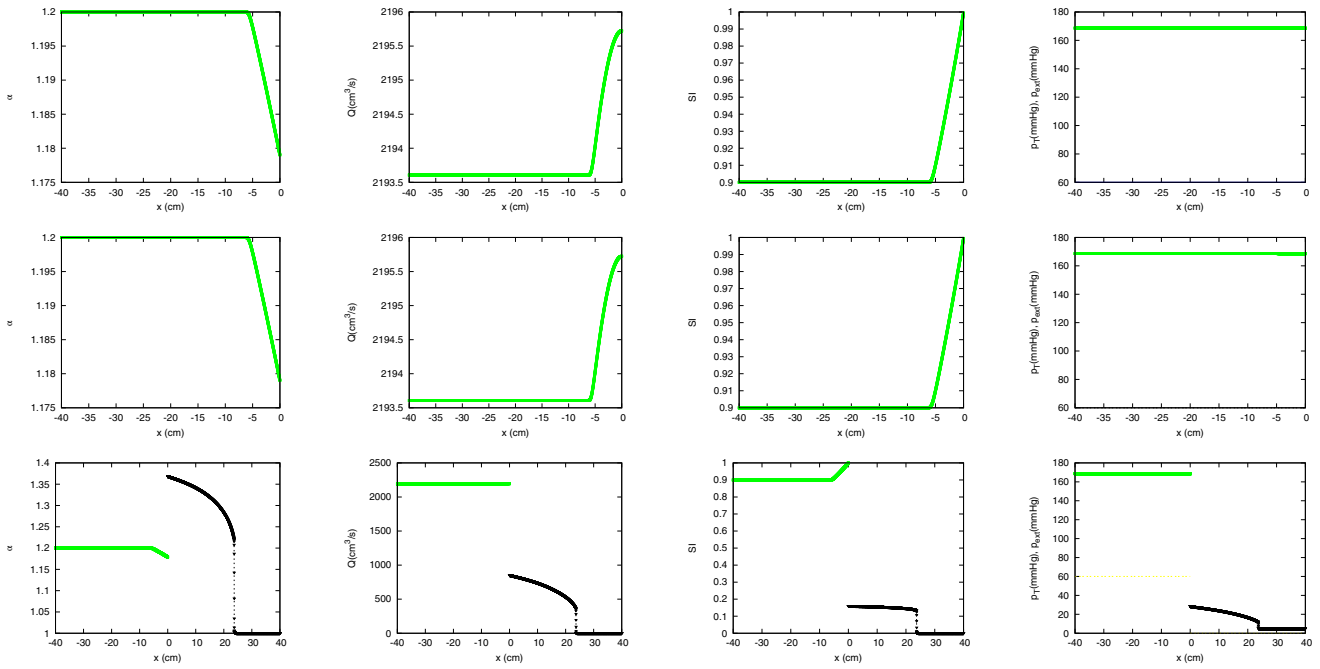 1.2
1.195
1.19
1.185
1.18
1.175
α
-40 -35 -30 -25 -20 -15 -10 -5 0
x (cm)
2196
2195.5
2195
2194.5
2194
2193.5
Q(cm3/s)
-40 -35 -30 -25 -20 -15 -10 -5 0
x (cm)
1
0.99
0.98
0.97
0.96
0.95
0.94
0.93
0.92
0.91
0.9
SI
-40 -35 -30 -25 -20 -15 -10 -5 0
x (cm)
180
160
140
120
100
80
60
pT(mmHg), pext(mmHg)
-40 -35 -30 -25 -20 -15 -10 -5 0
x (cm)
1.2
1.195
1.19
1.185
1.18
1.175
α
-40 -35 -30 -25 -20 -15 -10 -5 0
x (cm)
2196
2195.5
2195
2194.5
2194
2193.5
Q(cm3/s)
-40 -35 -30 -25 -20 -15 -10 -5 0
x (cm)
1
0.99
0.98
0.97
0.96
0.95
0.94
0.93
0.92
0.91
0.9
SI
-40 -35 -30 -25 -20 -15 -10 -5 0
x (cm)
180
160
140
120
100
80
60
pT(mmHg), pext(mmHg)
-40 -35 -30 -25 -20 -15 -10 -5 0
x (cm)
1.4
1.35
1.3
1.25
1.2
1.15
1.1
1.05
1
α
-40 -30 -20 -10 0 10 20 30 40
x (cm)
2500
2000
1500
1000
500
0
Q(cm3/s)
-40 -30 -20 -10 0 10 20 30 40
x (cm)
1
0.9
0.8
0.7
0.6
0.5
0.4
0.3
0.2
0.1
0
SI
-40 -30 -20 -10 0 10 20 30 40
x (cm)
180
160
140
120
100
80
60
40
20
0
pT(mmHg), pext(mmHg)
-40 -30 -20 -10 0 10 20 30 40
x (cm)